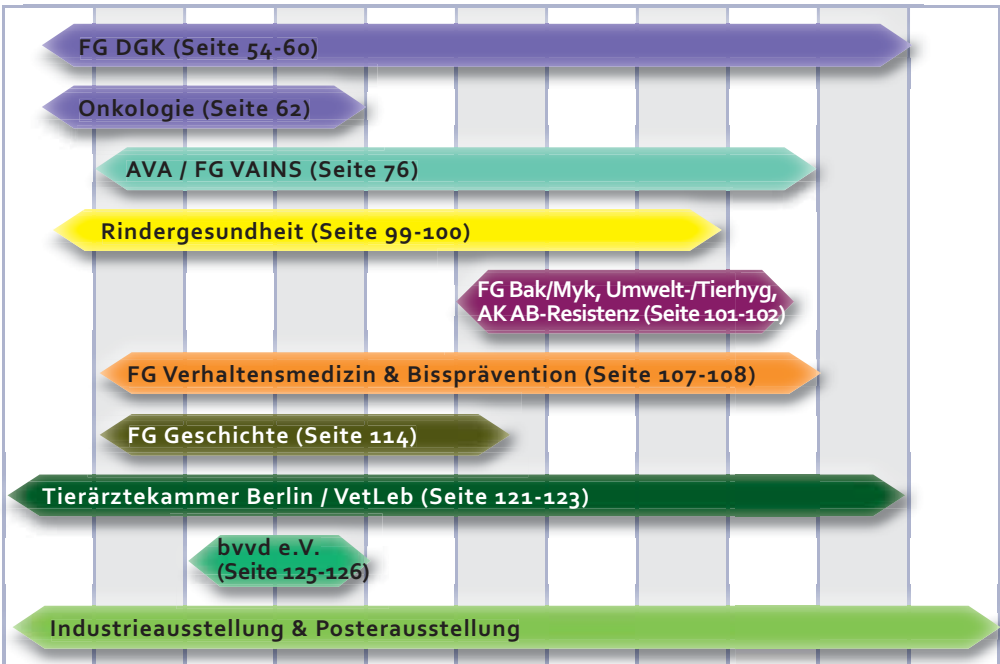 FG DGK (Seite 54-60)
Onkologie (Seite 62)
AVA / FG VAINS (Seite 76)
Rindergesundheit (Seite 99-100)
FG Bak/Myk, Umwelt-/Tierhyg,
AK AB-Resistenz (Seite 101-102)
FG Verhaltensmedizin & Bissprävention (Seite 107-108)
FG Geschichte (Seite 114)
Tierärztekammer Berlin / VetLeb (Seite 121-123)
bvvd e.V.
(Seite 125-126)
Industrieausstellung & Posterausstellung